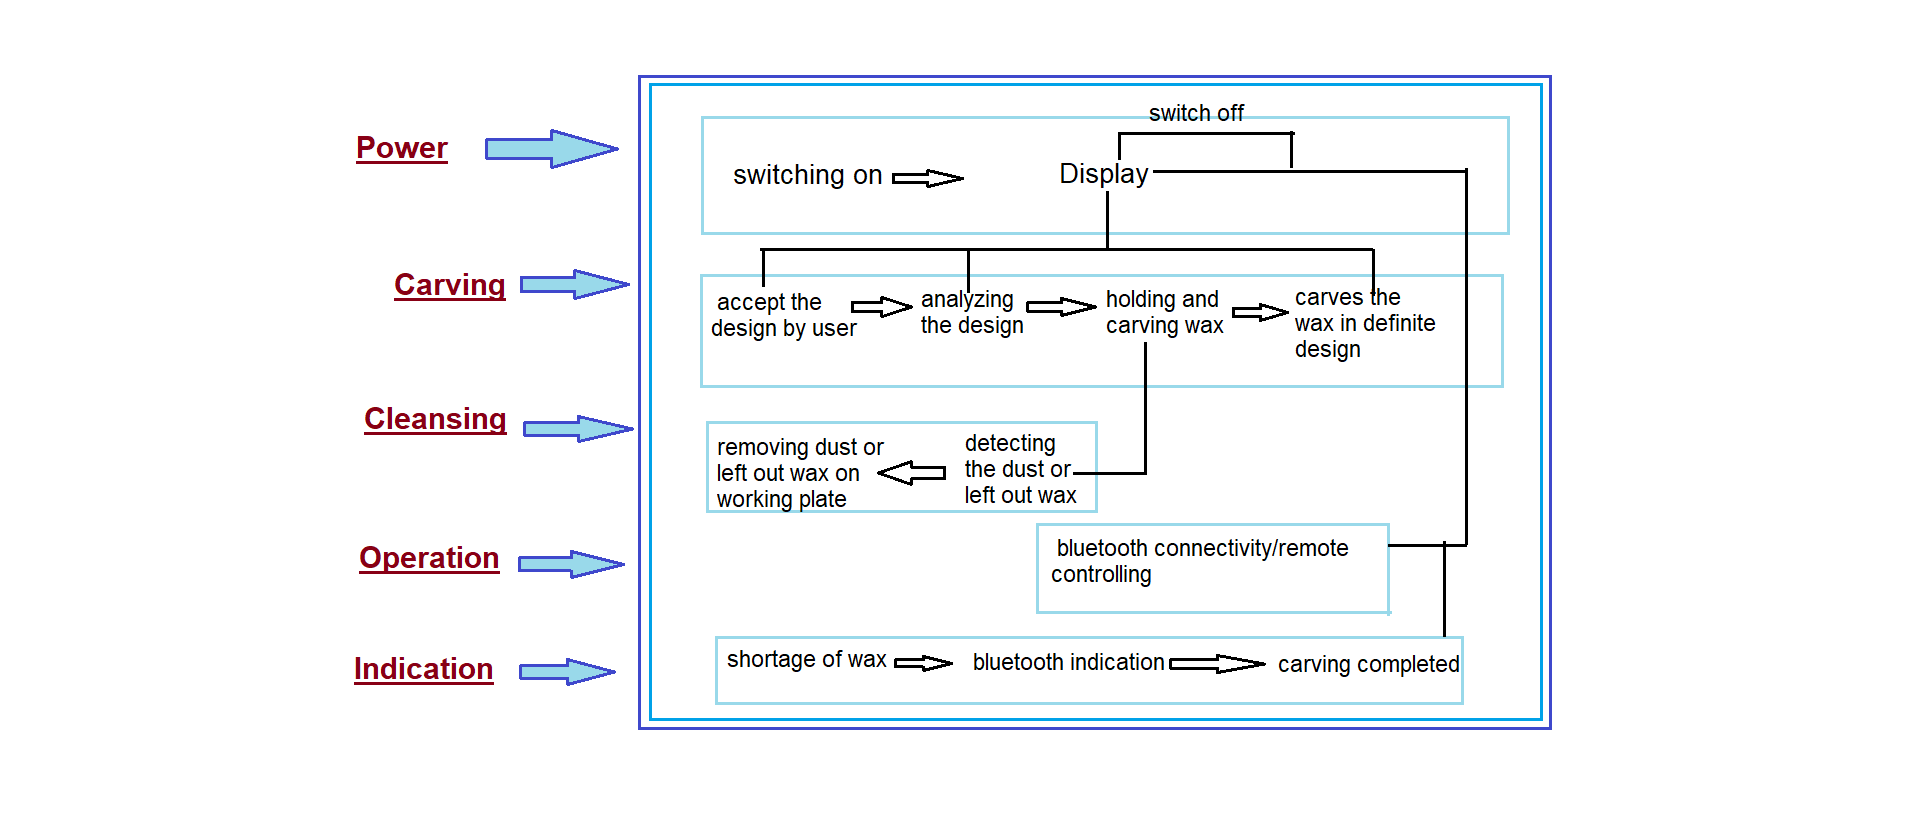 Power
switch off
switching on
Display
Carving
accept the
design by user
analyzing
the design
holding and
carving wax
carves the
wax in definite
design
Cleansing
removing dust or
left out wax on
working plate
detecting
the dust or
left out wax
Operation
bluetooth connectivity/remote
controlling
Indication
shortage of wax
bluetooth indication
carving completed